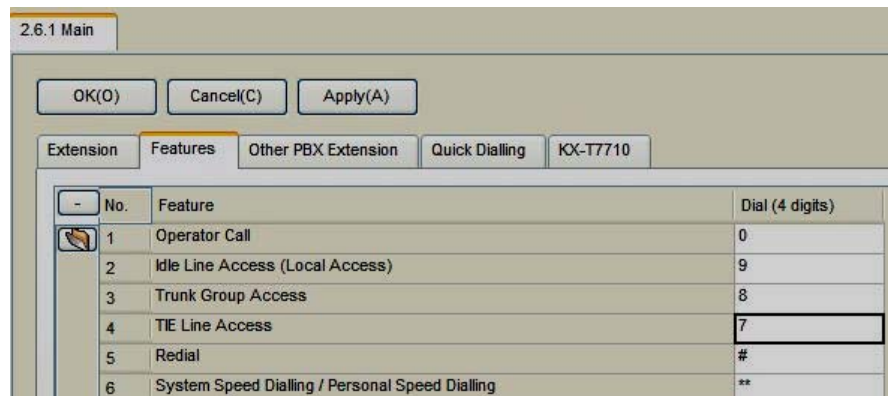 2.6.1 Main
OK(O) Cancel(C) Apply(A)
Extension Features Other PBX Extension Quick Dialling KX-T7710
- No. Feature Dial (4 digits)
1 Operator Call 0
2 Idle Line Access (Local Access) 9
3 Trunk Group Access 8
4 TIE Line Access 7
5 Redial #
6 System Speed Dialling / Personal Speed Dialling **